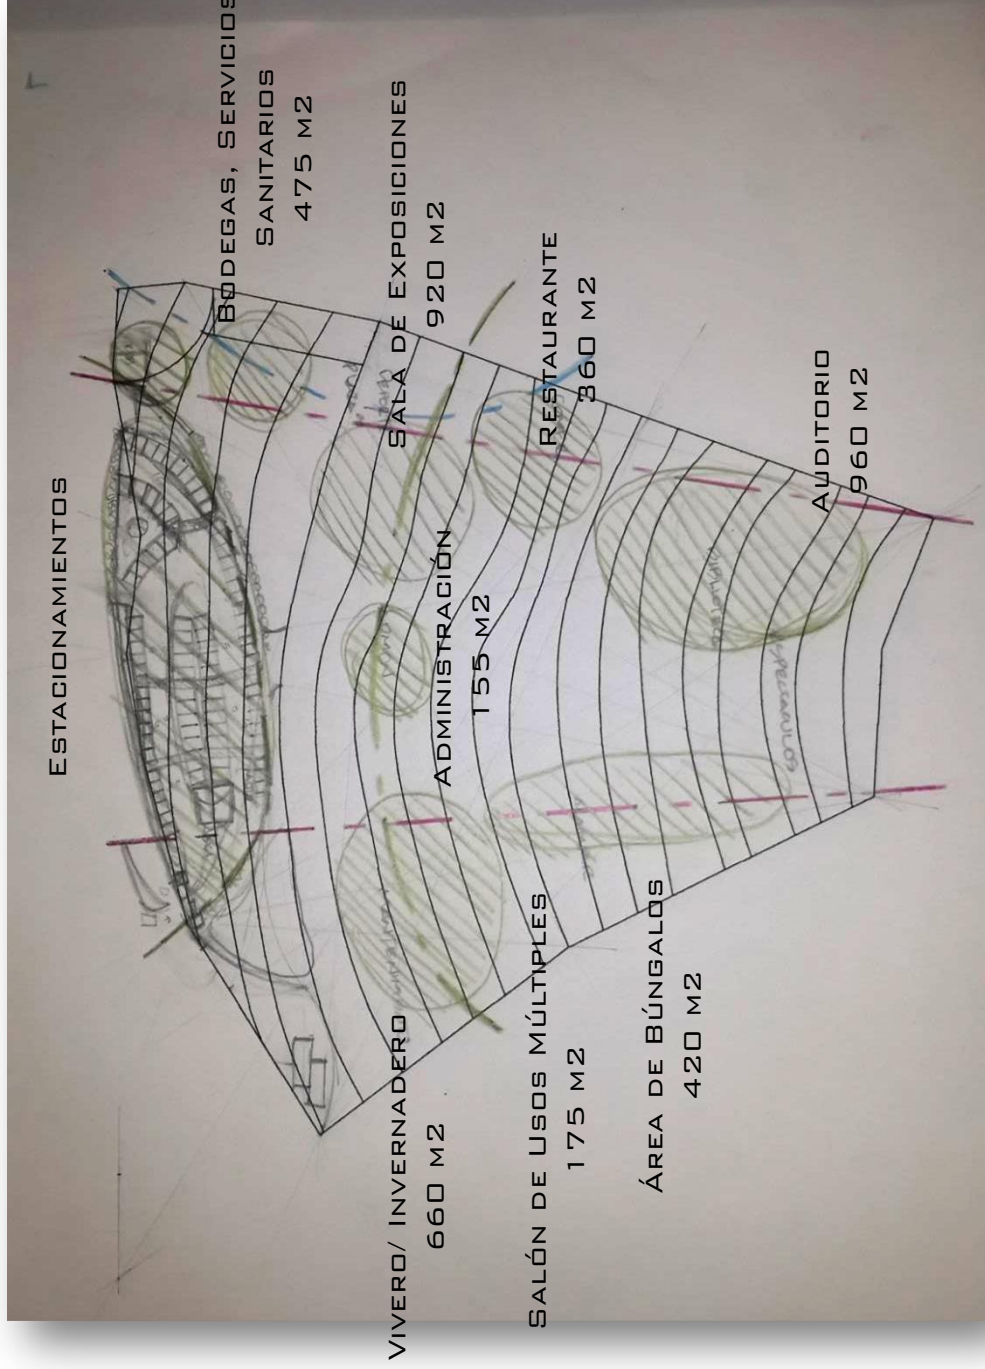 ESTACIONAMIENTOS
BODEGAS, SERVICIOS
SANITARIOS
475 M2
SALA DE EXPOSICIONES
920 M2
RESTAURANTE
360 M2
AUDITORIO
960 M2
ADMINISTRACIÓN
155 M2
VIVERO/ INVERNADERO
660 M2
SALÓN DE USOS MÚLTIPLES
175 M2
ÁREA DE BÚNGALOS
420 M2